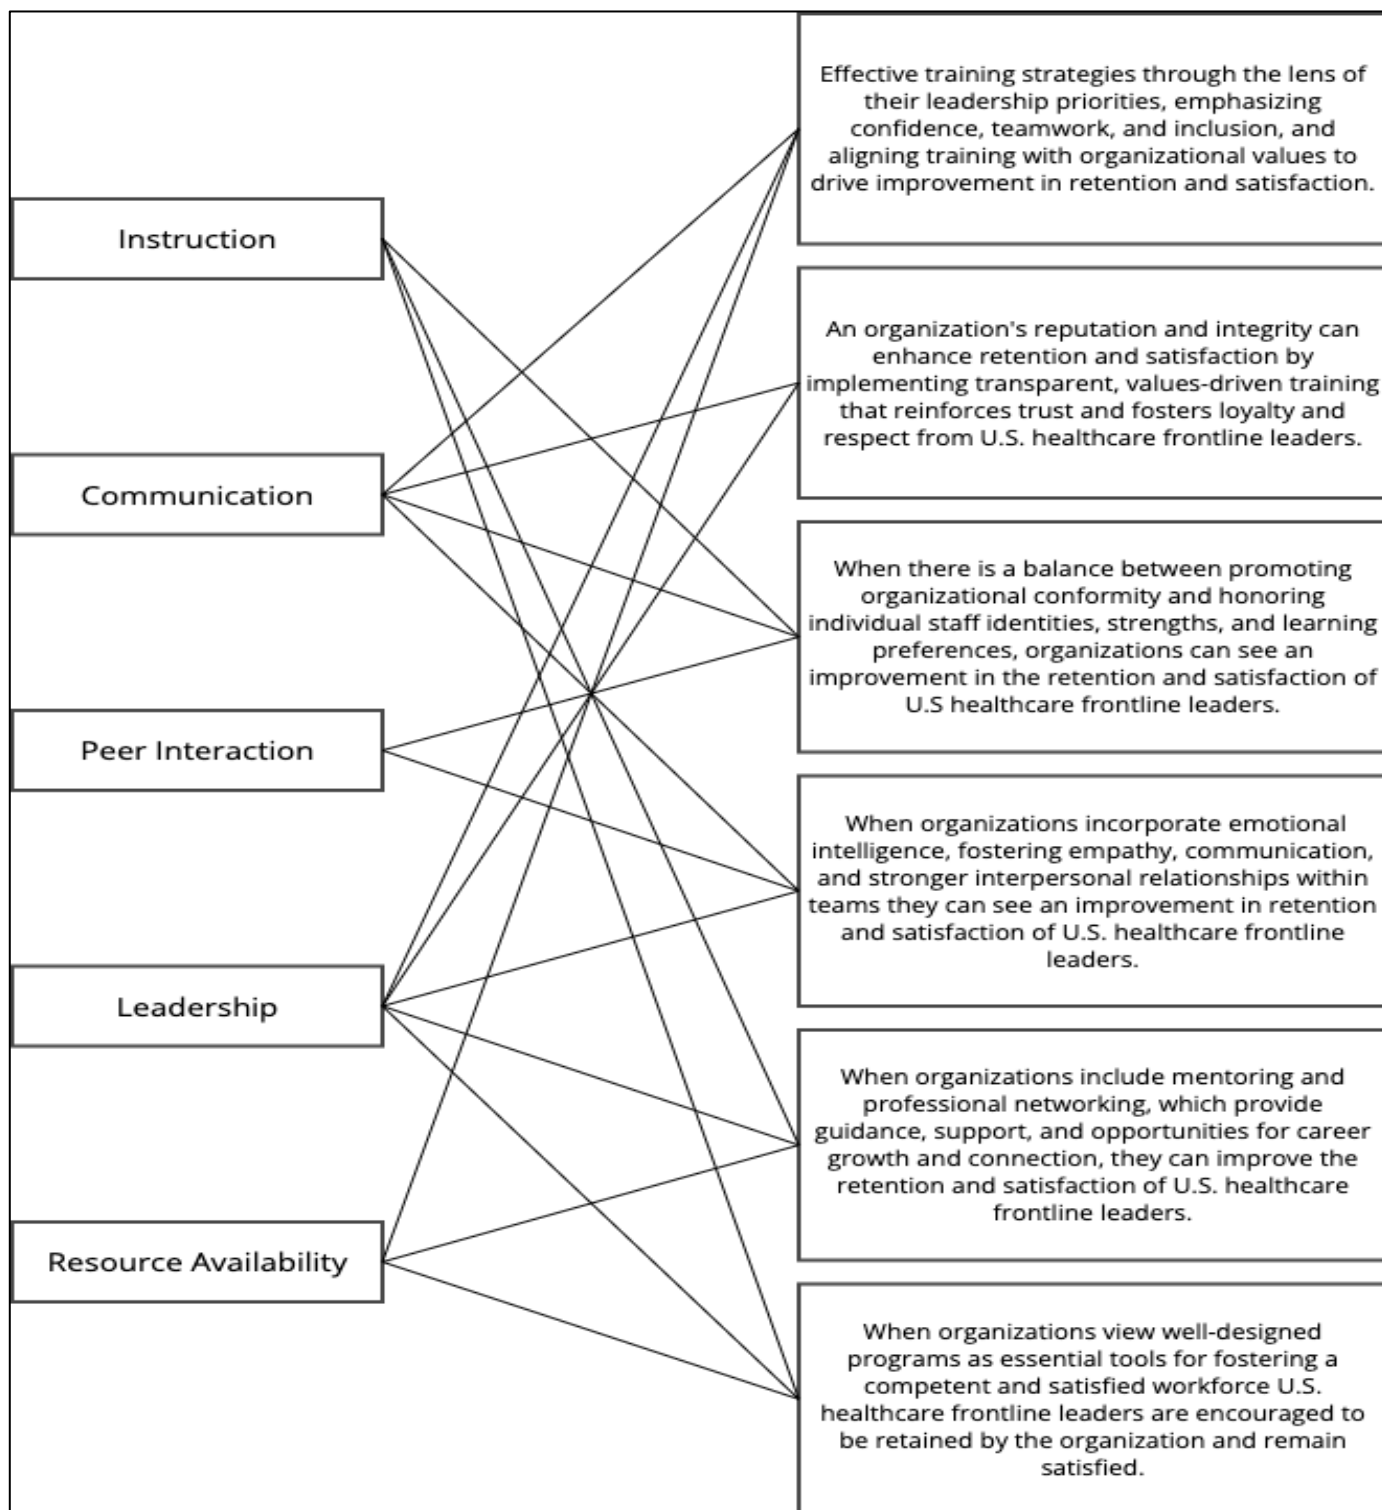 Instruction
Communication
Peer Interaction
Leadership
Resource Availability
Effective training strategies through the lens of
their leadership priorities, emphasizing
confidence, teamwork, and inclusion, and
aligning training with organizational values to
drive improvement in retention and satisfaction.
An organization's reputation and integrity can
enhance retention and satisfaction by
implementing transparent, values-driven training
that reinforces trust and fosters loyalty and
respect from U.S. healthcare frontline leaders.
When there is a balance between promoting
organizational conformity and honoring
individual staff identities, strengths, and learning
preferences, organizations can see an
improvement in the retention and satisfaction of
U.S healthcare frontline leaders.
When organizations incorporate emotional
intelligence, fostering empathy, communication,
and stronger interpersonal relationships within
teams they can see an improvement in retention
and satisfaction of U.S. healthcare frontline
leaders.
When organizations include mentoring and
professional networking, which provide
guidance, support, and opportunities for career
growth and connection, they can improve the
retention and satisfaction of U.S. healthcare
frontline leaders.
When organizations view well-designed
programs as essential tools for fostering a
competent and satisfied workforce U.S.
healthcare frontline leaders are encouraged to
be retained by the organization and remain
satisfied.